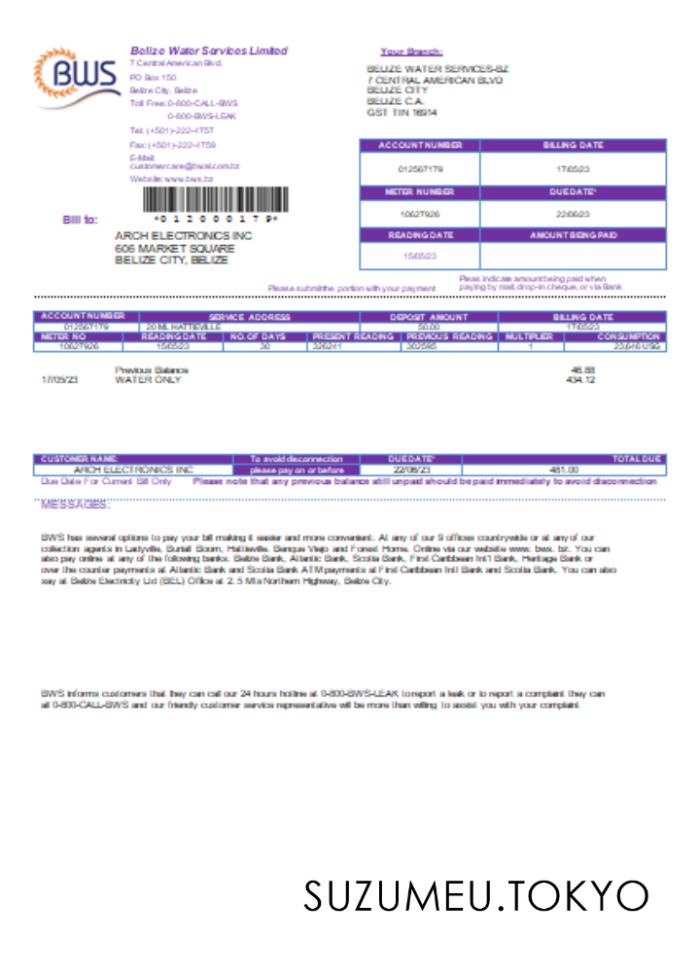 BWS
Belize Water Services Limited
7 Central American Blvd.
PO Box 150
Belize City, Belize
Toll Free:0-800-CALL-BWS
0-800-BWS-LEAK
Tel: (+501)-222-4757
Fax: (+501)-222-4759
E-Mail:
customercare@bwsl.com.bz
Website: www.bws.bz
*012000179*
Bill to:
ARCH ELECTRONICS INC
606 MARKET SQUARE
BELIZE CITY, BELIZE
Your Branch:
BELIZE WATER SERVICES-BZ
7 CENTRAL AMERICAN BLVD
BELIZE CITY
BELIZE C.A.
GST TIN 16914
ACCOUNT NUMBER BILLING DATE
012567179 17/05/23
METER NUMBER DUE DATE*
10627926 22/06/23
READING DATE AMOUNT BEING PAID
15/05/23
Please submit the portion with your payment
Pleas indicate amount being paid when
paying by mail, drop-in cheque, or via Bank
ACCOUNT NUMBER SERVICE ADDRESS DEPOSIT AMOUNT BILLING DATE
012567179 20 ML HATTIEVILLE 50.00 17/05/23
METER NO READING DATE NO. OF DAYS PRESENT READING PREVIOUS READING MULTIPLIER CONSUMPTION
10627926 15/05/23 30 326241 302595 1 23,646 USG
Previous Balance 46.88
17/05/23 WATER ONLY 434.12
CUSTOMER NAME: To avoid disconnection DUE DATE* TOTAL DUE
ARCH ELECTRONICS INC please pay on or before 22/06/23 481.00
Due Date For Current Bill Only Please note that any previous balance still unpaid should be paid immediately to avoid disconnection
MESSAGES:
BWS has several options to pay your bill making it easier and more convenient. At any of our 9 offices countrywide or at any of our
collection agents in Ladyville, Burrall Boom, Hattieville. Benque Viejo and Forest Home. Online via our website www. bws. bz. You can
also pay online at any of the following banks: Belize Bank, Atlantic Bank, Scotia Bank, First Caribbean Int'l Bank, Heritage Bank or
over the counter payments at Atlantic Bank and Scotia Bank ATM payments at First Caribbean Intl Bank and Scotia Bank. You can also
say at Belize Electricity Ltd (BEL) Office at 2.5 Mls Northern Highway, Belize City.
BWS informs customers that they can call our 24 hours hotline at 0-800-BWS-LEAK to report a leak or to report a complaint they can
all 0-800-CALL-BWS and our friendly customer service representative will be more than willing to assist you with your complaint
SUZUMEU.TOKYO